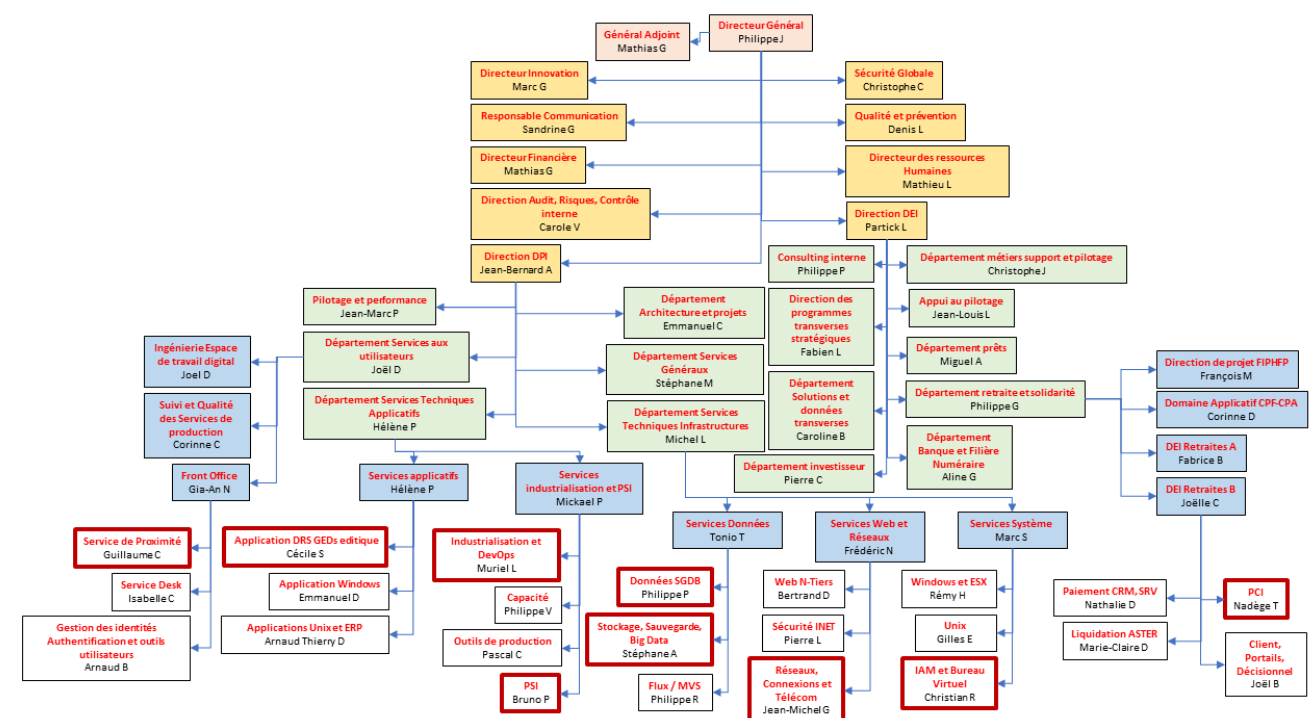 Directeur Général
Philippe J
Général Adjoint
Mathias G
Directeur Innovation
Marc G
Sécurité Globale
Christophe C
Responsable Communication
Sandrine G
Qualité et prévention
Denis L
Directeur Financière
Mathias G
Directeur des ressources
Humaines
Mathieu L
Direction Audit, Risques, Contrôle
interne
Carole V
Direction DEI
Partick L
Direction DPI
Jean-Bernard A
Consulting interne
Philippe P
Département métiers support et pilotage
Christophe J
Pilotage et performance
Jean-Marc P
Département
Architecture et projets
Emmanuel C
Direction des
programmes
transverses
stratégiques
Fabien L
Appui au pilotage
Jean-Louis L
Ingénierie Espace
de travail digital
Joel D
Département Services aux
utilisateurs
Joël D
Département Services
Généraux
Stéphane M
Département prêts
Miguel A
Direction de projet FIPHFP
François M
Suivi et Qualité
des Services de
production
Corinne C
Département Services Techniques
Applicatifs
Hélène P
Département Services
Techniques Infrastructures
Michel L
Département
Solutions et
données
transverses
Caroline B
Département retraite et solidarité
Philippe G
Domaine Applicatif CPF-CPA
Corinne D
Département
Banque et Filière
Numéraire
Aline G
DEI Retraites A
Fabrice B
Front Office
Gia-An N
Services applicatifs
Hélène P
Services
industrialisation et PSI
Mickael P
Département investisseur
Pierre C
DEI Retraites B
Joëlle C
Services Données
Tonio T
Services Web et
Réseaux
Frédéric N
Services Système
Marc S
Service de Proximité
Guillaume C
Application DRS GEDs editique
Cécile S
Industrialisation et
DevOps
Muriel L
Données SGDB
Philippe P
Web N-Tiers
Bertrand D
Windows et ESX
Rémy H
Paiement CRM, SRV
Nathalie D
PCI
Nadège T
Service Desk
Isabelle C
Application Windows
Emmanuel D
Capacité
Philippe V
Stockage, Sauvegarde,
Big Data
Stéphane A
Sécurité INET
Pierre L
Unix
Gilles E
Liquidation ASTER
Marie-Claire D
Client,
Portails,
Décisionnel
Joël B
Gestion des identités
Authentification et outils
utilisateurs
Arnaud B
Applications Unix et ERP
Arnaud Thierry D
Outils de production
Pascal C
PSI
Bruno P
Flux / MVS
Philippe R
Réseaux,
Connexions et
Télécom
Jean-Michel G
IAM et Bureau
Virtuel
Christian R